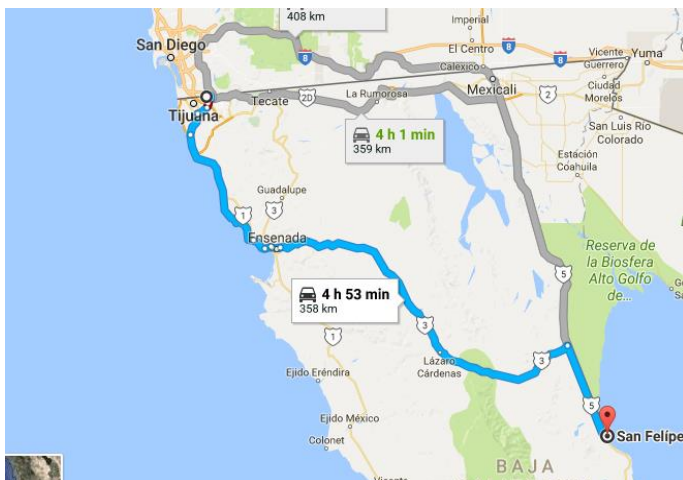 408 km
San Diego
8
Imperial
El Centro
8
Calexico
Vicente
Guerrero
Yuma
Mexicali
2
Ciudad
Morelos
San Luis Río
Colorado
Tecate
2D
La Rumorosa
Tijuana
4 h 1 min
359 km
Estación
Coahuila
Guadalupe
1
3
Ensenada
Reserva de
la Biosfera
Alto Golfo
de...
5
4 h 53 min
358 km
3
1
Lázaro
Cárdenas
3
Ejido Eréndira
5
Ejido México
Colonet
San Felipe
BAJA
Vicente